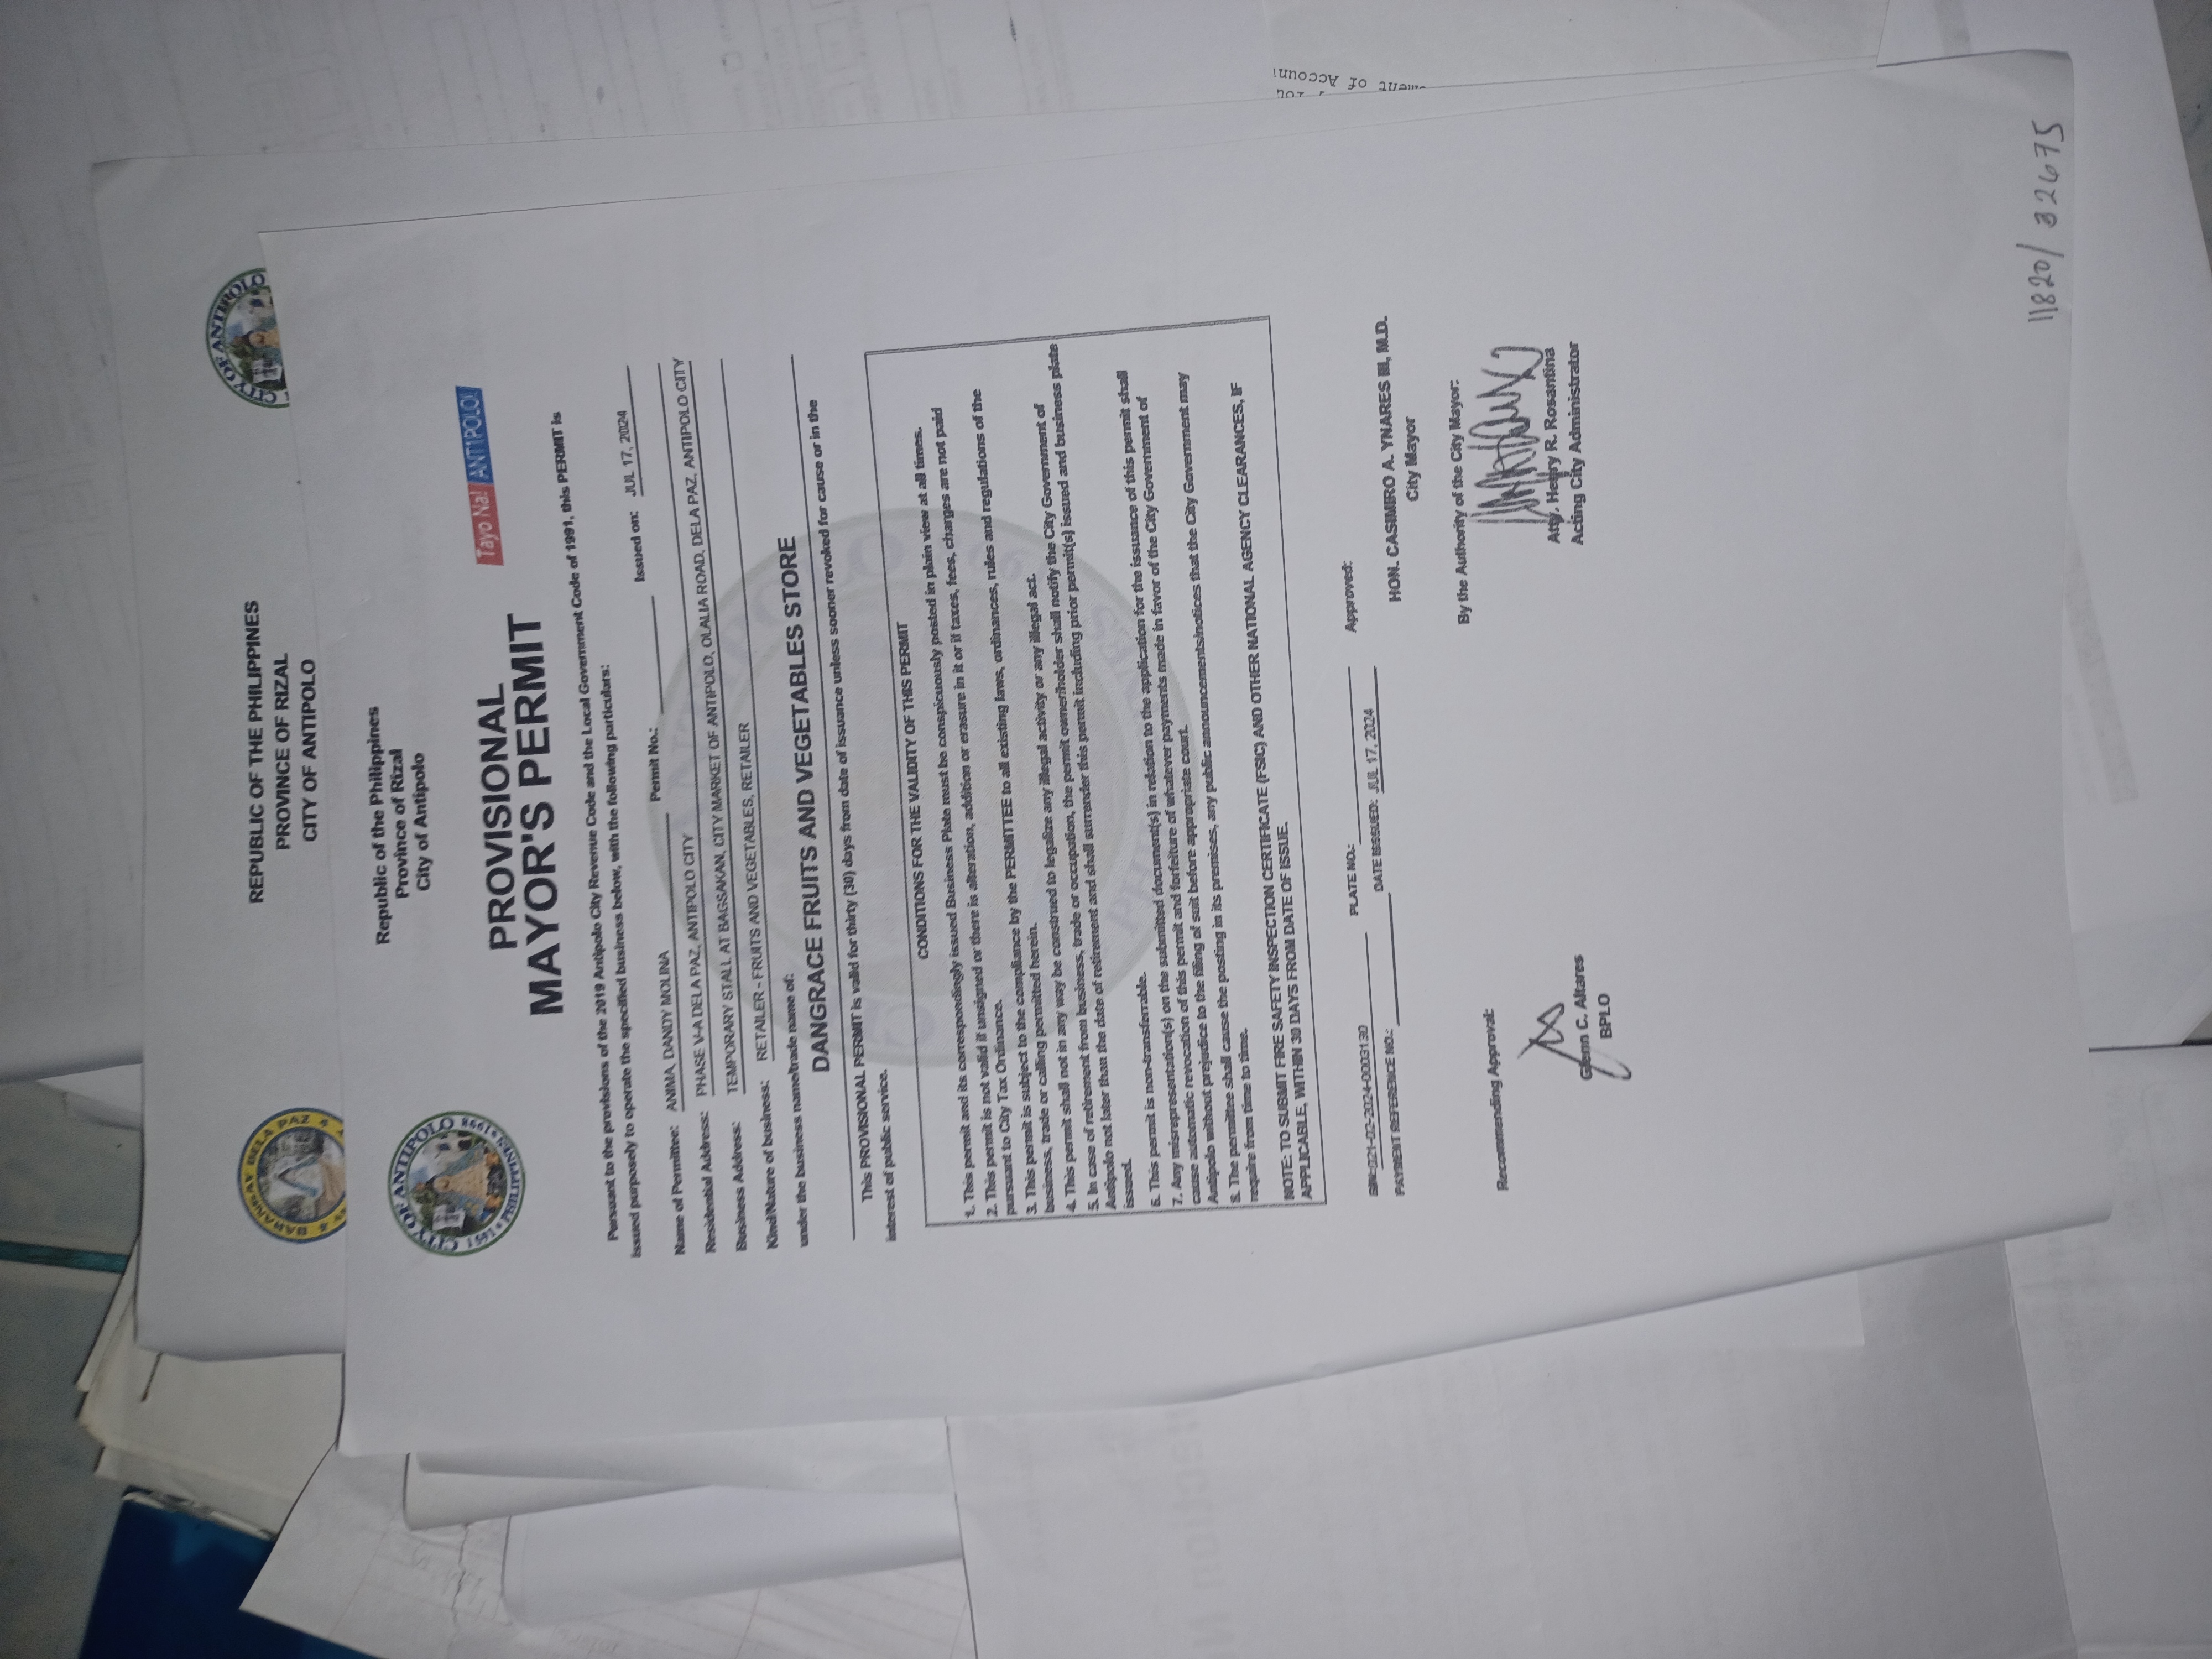 BARANGAY DELA PAZ
REPUBLIC OF THE PHILIPPINES
PROVINCE OF RIZAL
CITY OF ANTIPOLO
CITY OF ANTIPOLO
CITY OF ANTIPOLO
PHILIPPINES 1998
Republic of the Philippines
Province of Rizal
City of Antipolo
Tayo Na! ANT1POLO!
PROVISIONAL
MAYOR'S PERMIT
Pursuant to the provisions of the 2019 Antipolo City Revenue Code and the Local Government Code of 1991, this PERMIT is
issued purposely to operate the specified business below, with the following particulars:
Name of Permittee: ANIMA, DANDY MOLINA Permit No.: Issued on: JUL 17, 2024
Residential Address: PHASE V-A DELA PAZ, ANTIPOLO CITY
Business Address: TEMPORARY STALL AT BAGSAKAN, CITY MARKET OF ANTIPOLO, OLALIA ROAD, DELA PAZ, ANTIPOLO CITY
Kind/Nature of business: RETAILER - FRUITS AND VEGETABLES, RETAILER
under the business name/trade name of:
DANGRACE FRUITS AND VEGETABLES STORE
This PROVISIONAL PERMIT is valid for thirty (30) days from date of issuance unless sooner revoked for cause or in the
interest of public service.
CONDITIONS FOR THE VALIDITY OF THIS PERMIT
1. This permit and its correspondingly issued Business Plate must be conspicuously posted in plain view at all times.
2. This permit is not valid if unsigned or there is alteration, addition or erasure in it or if taxes, fees, charges are not paid
pursuant to City Tax Ordinance.
3. This permit is subject to the compliance by the PERMITTEE to all existing laws, ordinances, rules and regulations of the
business, trade or calling permitted herein.
4. This permit shall not in any way be construed to legalize any illegal activity or any illegal act.
5. In case of retirement from business, trade or occupation, the permit owner/holder shall notify the City Government of
Antipolo not later than the date of retirement and shall surrender this permit including prior permit(s) issued and business plate
issued.
6. This permit is non-transferrable.
7. Any misrepresentation(s) on the submitted document(s) in relation to the application for the issuance of this permit shall
cause automatic revocation of this permit and forfeiture of whatever payments made in favor of the City Government of
Antipolo without prejudice to the filing of suit before appropriate court.
8. The permittee shall cause the posting in its premises, any public announcements/notices that the City Government may
require from time to time.
NOTE: TO SUBMIT FIRE SAFETY INSPECTION CERTIFICATE (FSIC) AND OTHER NATIONAL AGENCY CLEARANCES, IF
APPLICABLE, WITHIN 30 DAYS FROM DATE OF ISSUE.
BIN: 021-02-2024-0003130 PLATE NO.: Approved:
PAYMENT REFERENCE NO.: DATE ISSUED: JUL 17, 2024
HON. CASIMIRO A. YNARES III, M.D.
City Mayor
By the Authority of the City Mayor:
Recommending Approval:
Atty. Henry R. Rosantina
Acting City Administrator
Glenn C. Altares
BPLO
of Account
11820/ 32675